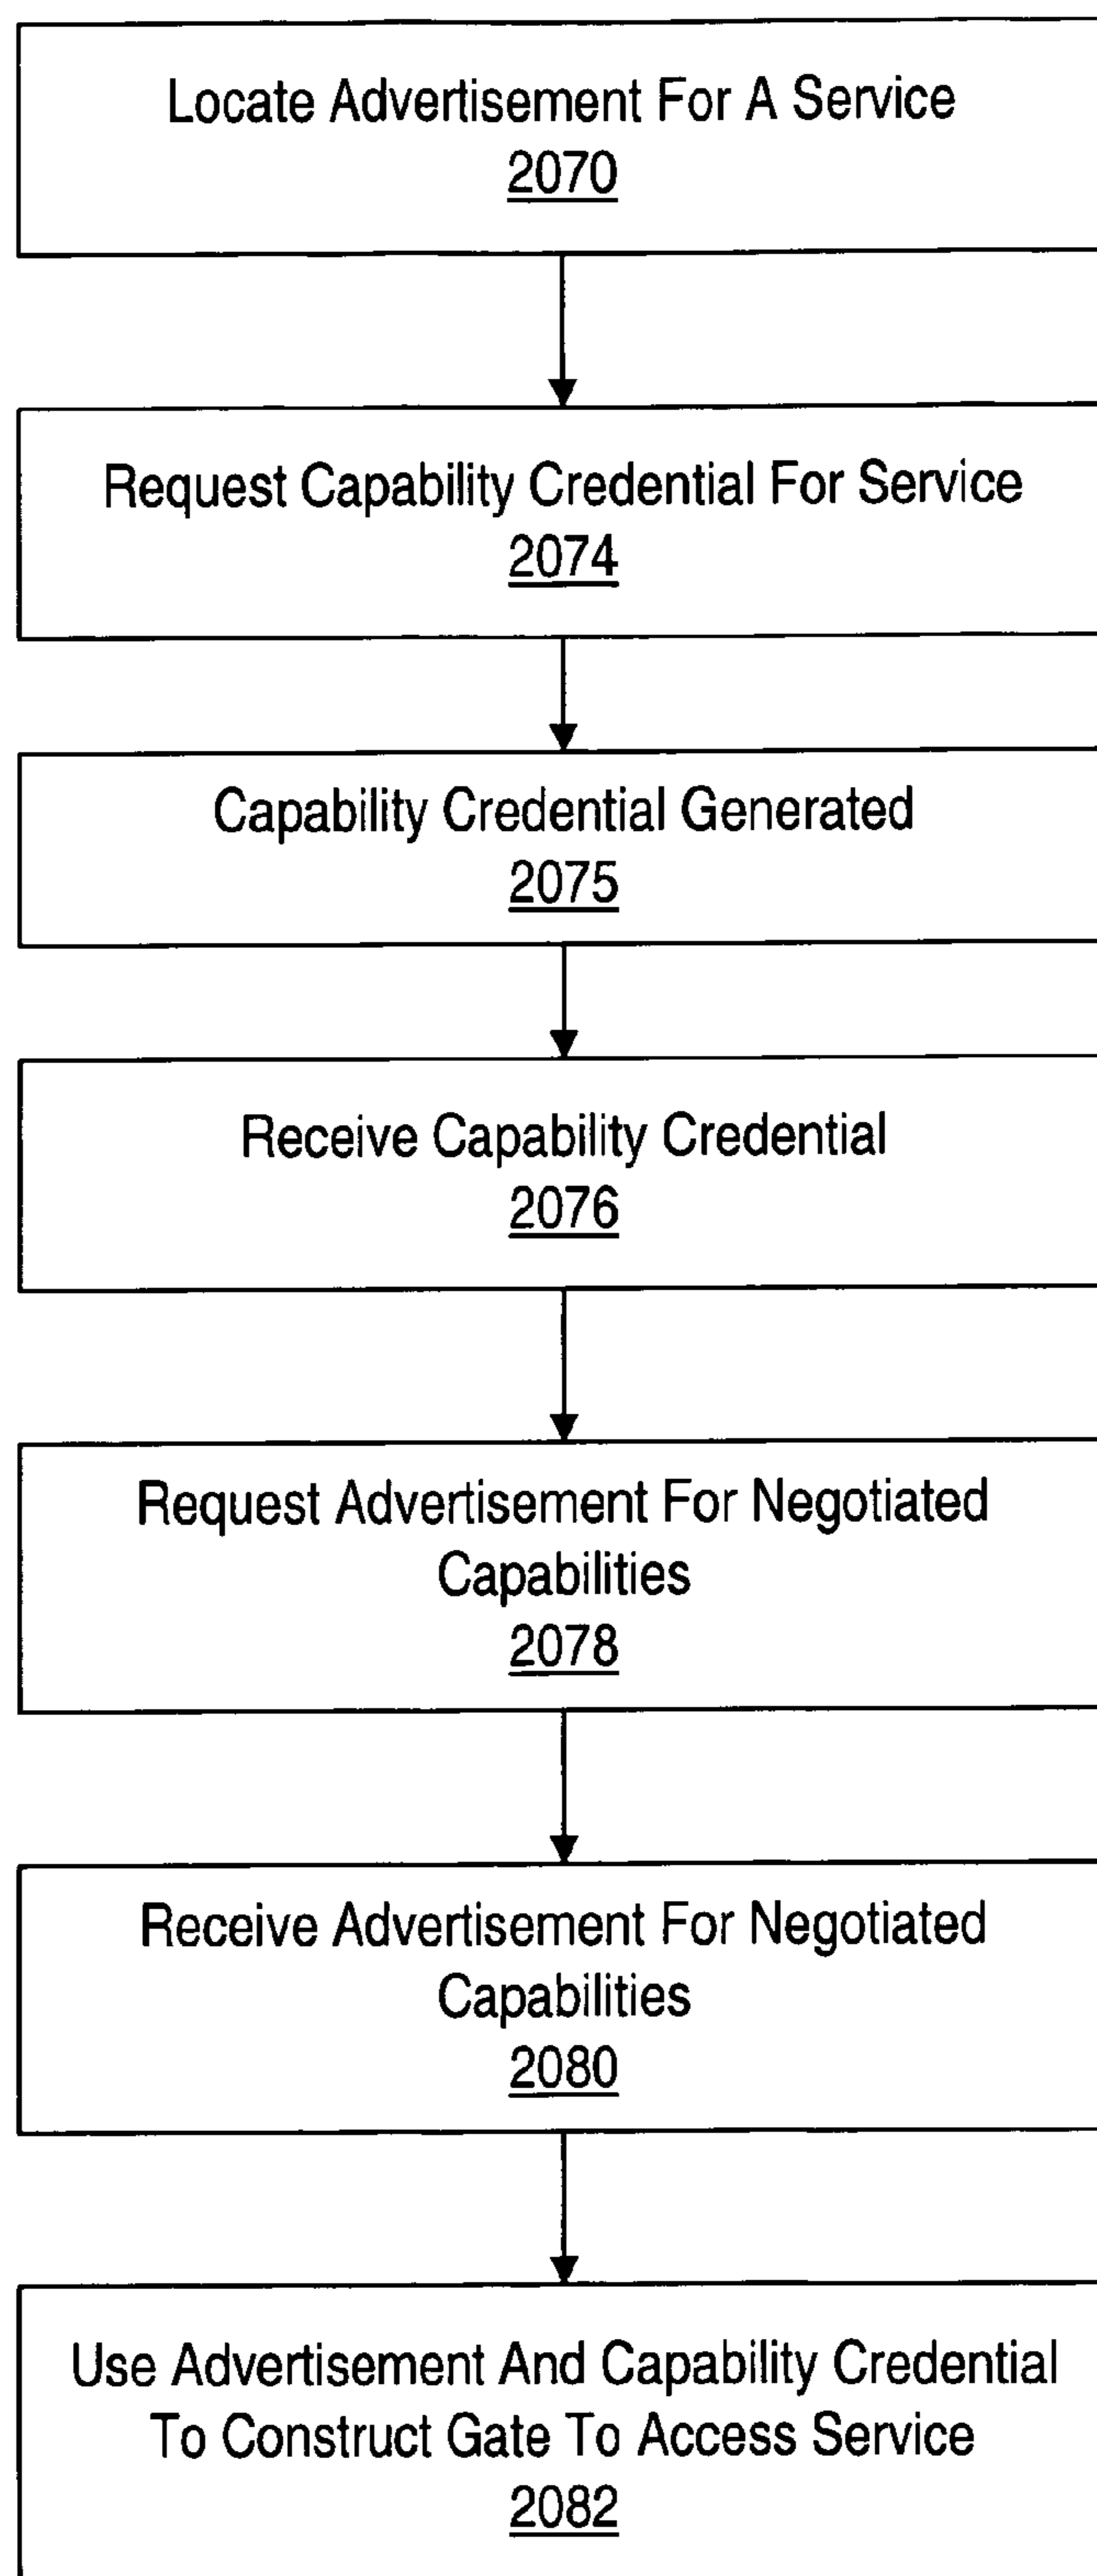 Locate Advertisement For A Service
2070
Request Capability Credential For Service
2074
Capability Credential Generated
2075
Receive Capability Credential
2076
Request Advertisement For Negotiated
Capabilities
2078
Receive Advertisement For Negotiated
Capabilities
2080
Use Advertisement And Capability Credential
To Construct Gate To Access Service
2082